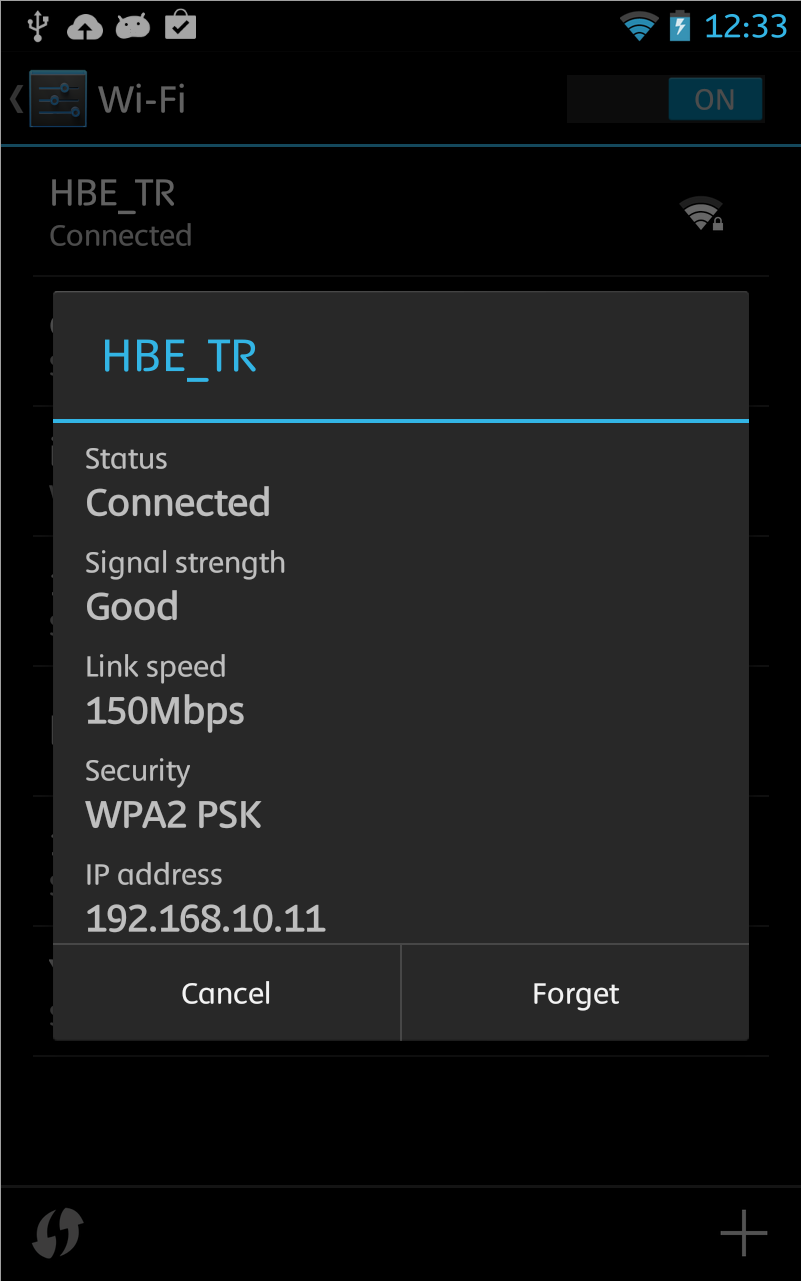 12:33
Wi-Fi
ON
HBE_TR
Connected
HBE_TR
Status
Connected
Signal strength
Good
Link speed
150Mbps
Security
WPA2 PSK
IP address
192.168.10.11
Cancel
Forget